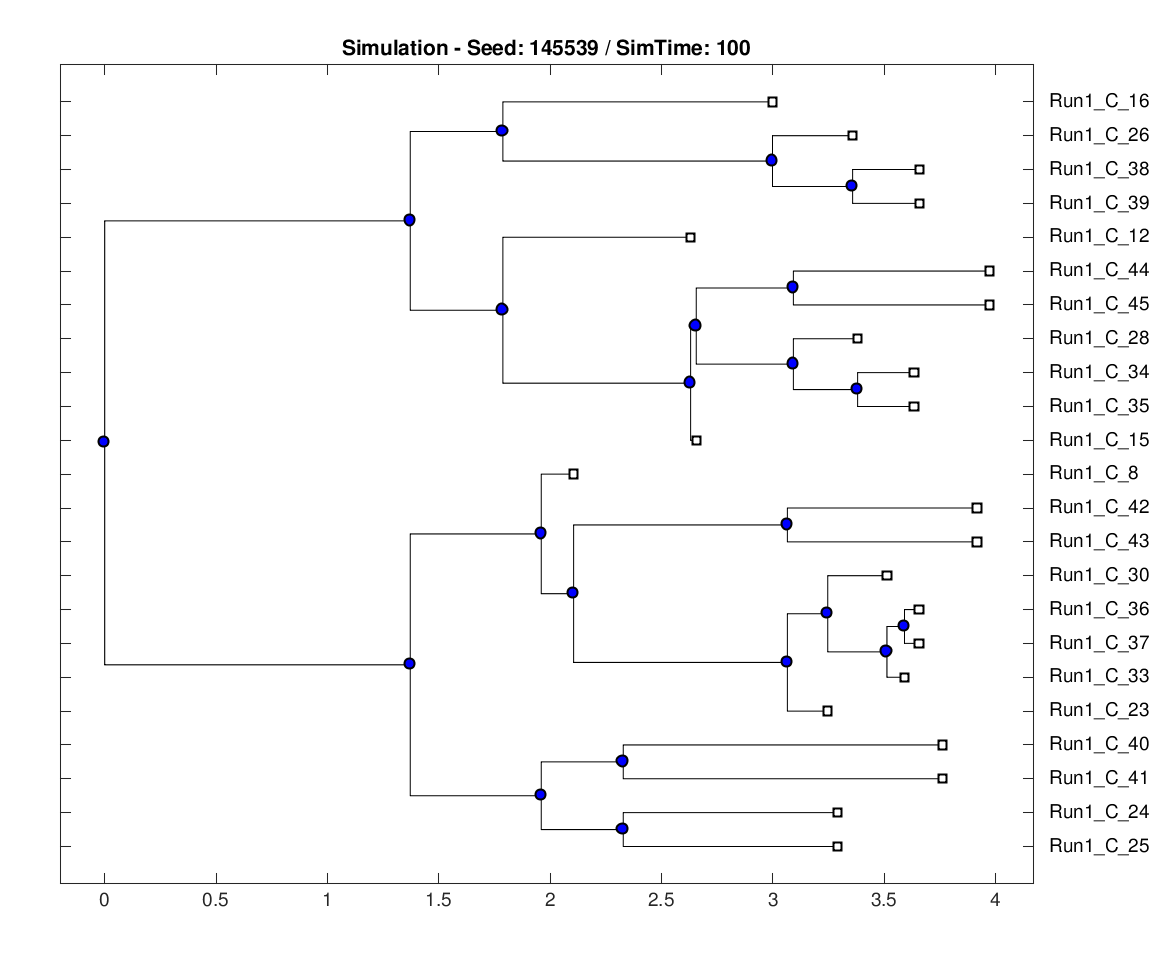 Simulation - Seed: 145539 / SimTime: 100
Run1_C_16
Run1_C_26
Run1_C_38
Run1_C_39
Run1_C_12
Run1_C_44
Run1_C_45
Run1_C_28
Run1_C_34
Run1_C_35
Run1_C_15
Run1_C_8
Run1_C_42
Run1_C_43
Run1_C_30
Run1_C_36
Run1_C_37
Run1_C_33
Run1_C_23
Run1_C_40
Run1_C_41
Run1_C_24
Run1_C_25
0 0.5 1 1.5 2 2.5 3 3.5 4